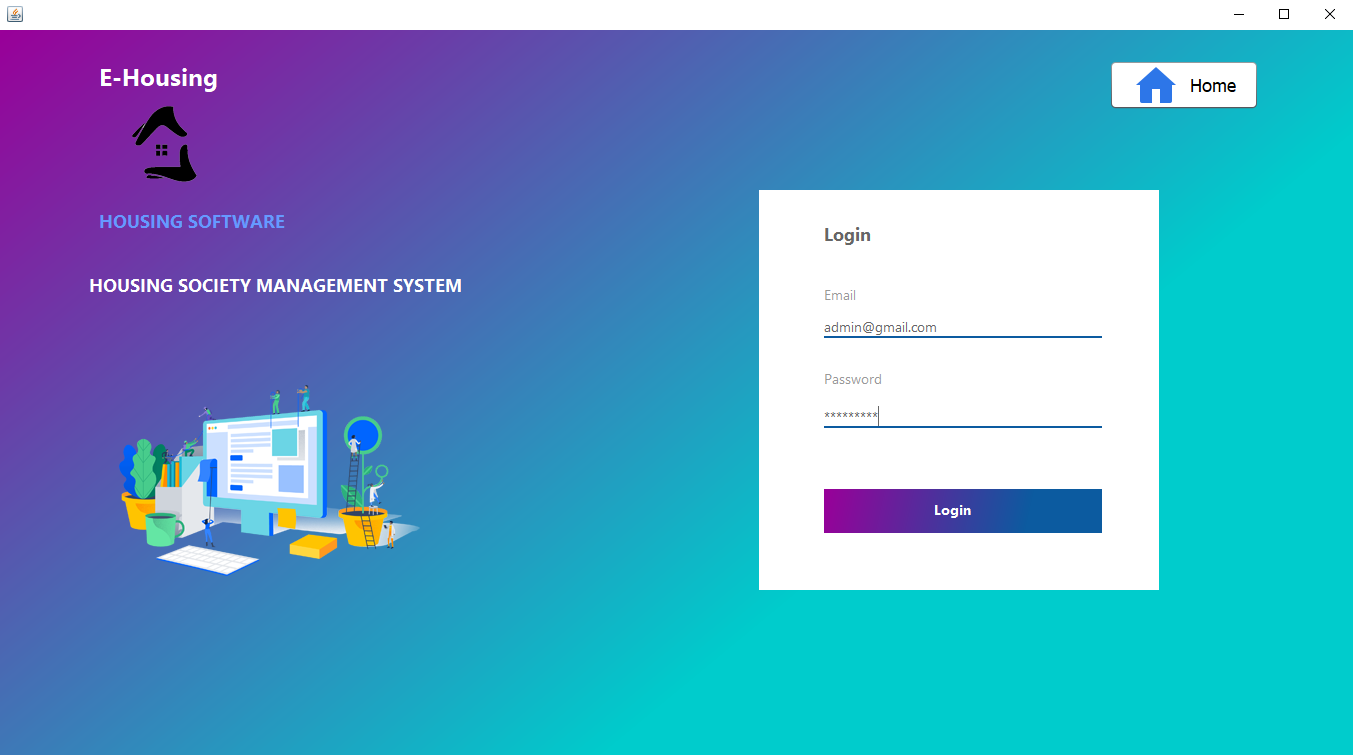 E-Housing
Home
HOUSING SOFTWARE
HOUSING SOCIETY MANAGEMENT SYSTEM
Login
Email
admin@gmail.com
Password
*********
Login